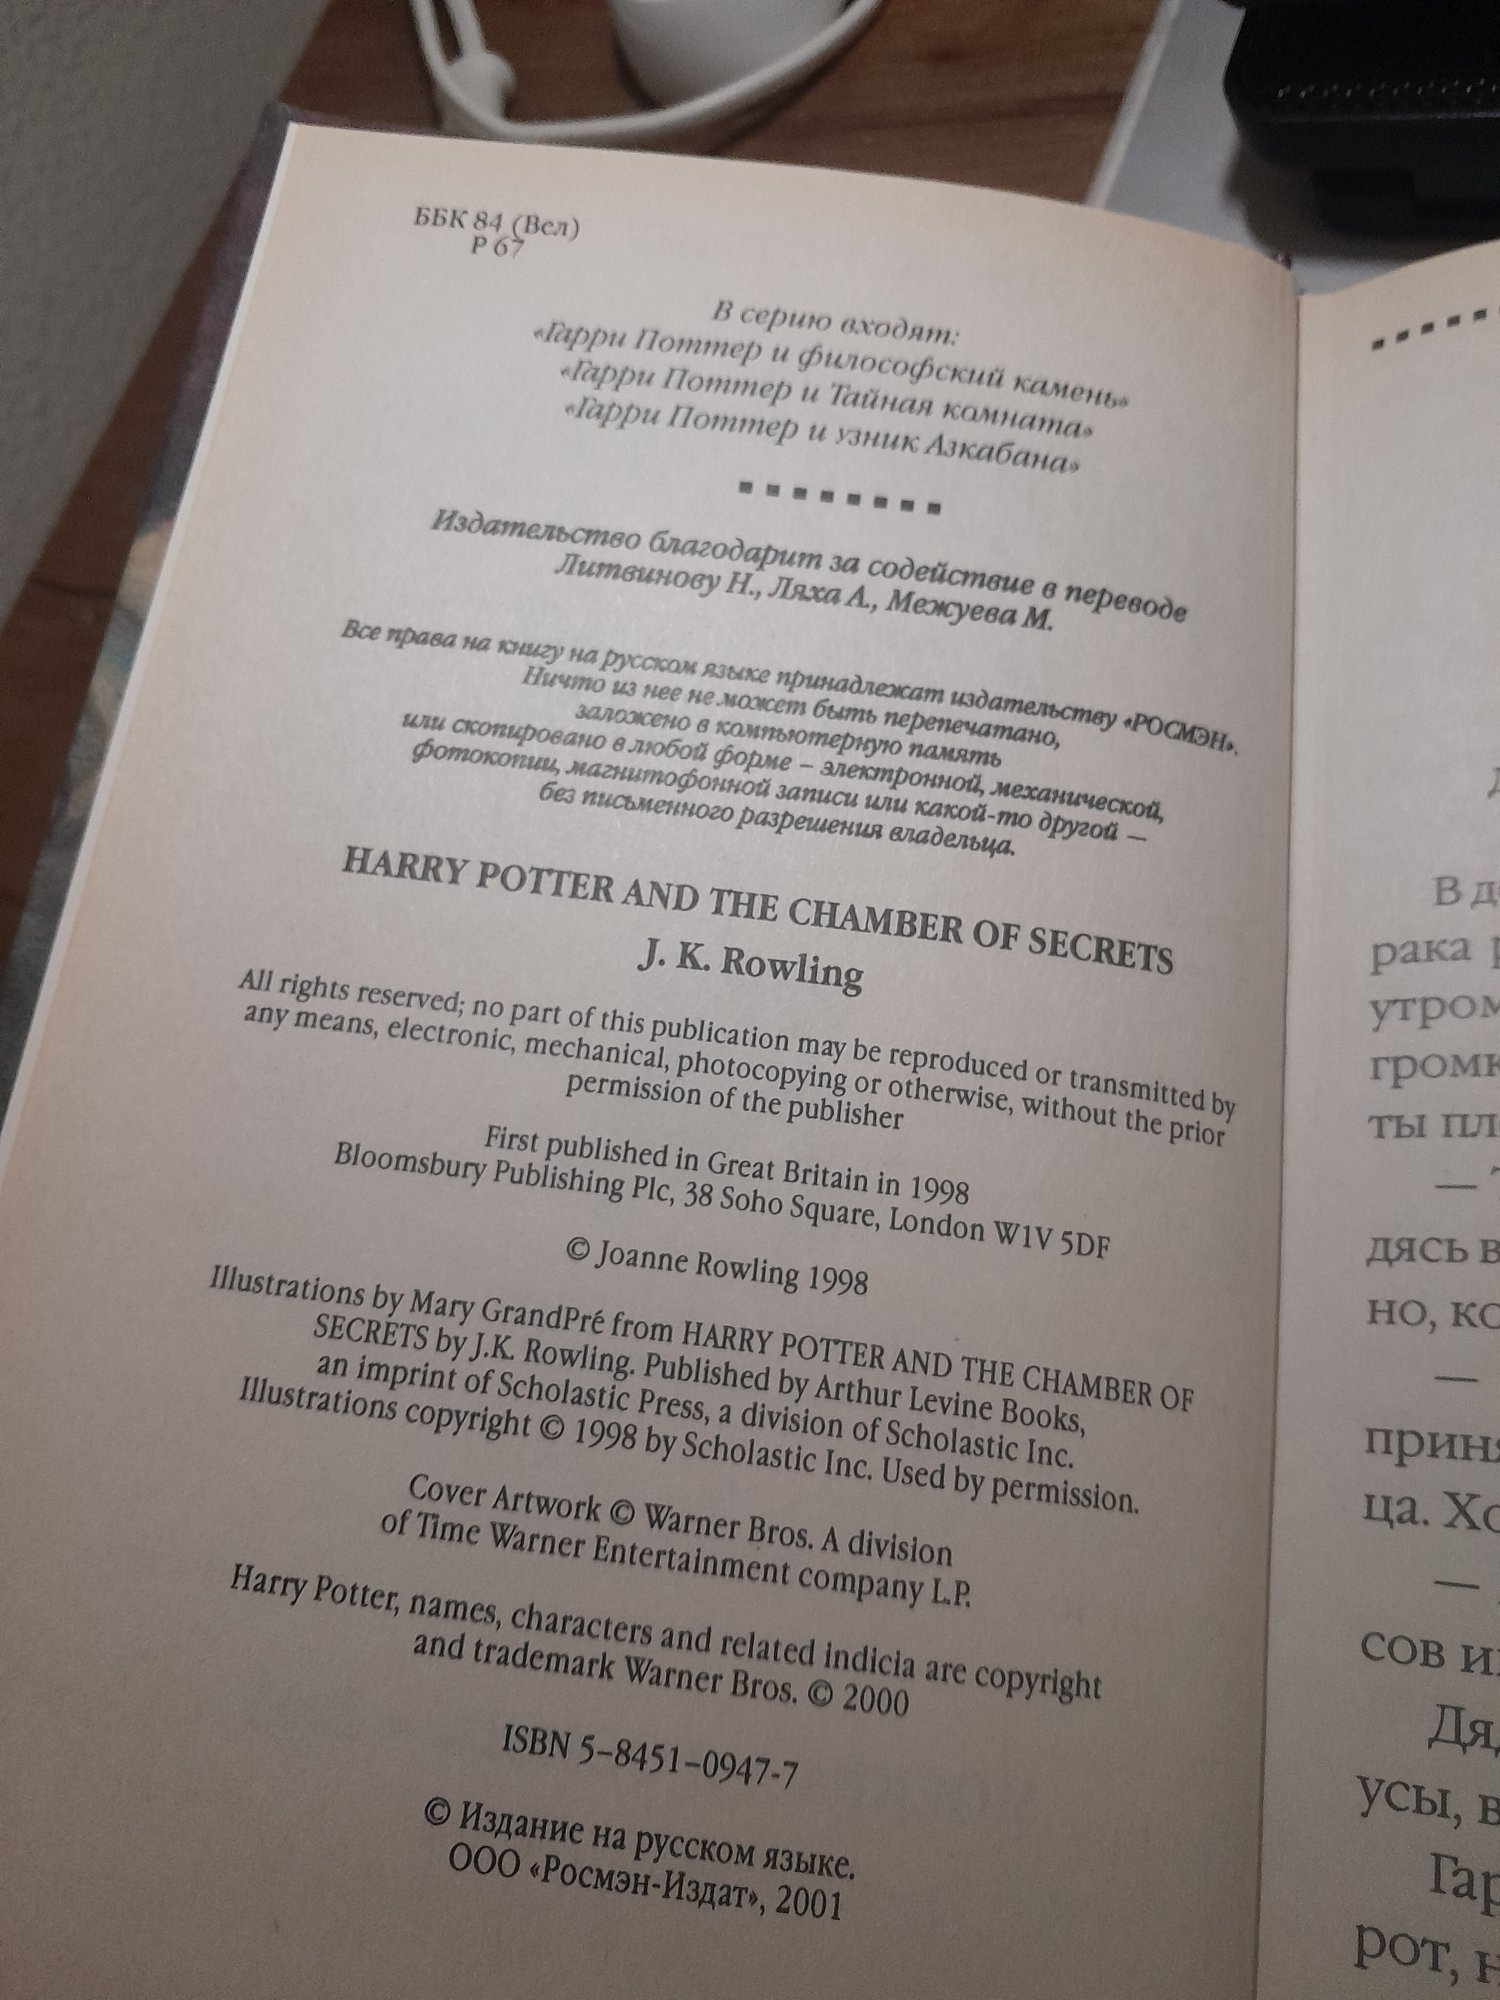 ББК 84 (Вел)
Р 67
В серию входят:
«Гарри Поттер и философский камень»
«Гарри Поттер и Тайная комната»
«Гарри Поттер и узник Азкабана»
Издательство благодарит за содействие в переводе
Литвинову Н., Ляха А., Межуева М.
Все права на книгу на русском языке принадлежат издательству «РОСМЭН».
Ничто из нее не может быть перепечатано,
заложено в компьютерную память
или скопировано в любой форме – электронной, механической,
фотокопии, магнитофонной записи или какой-то другой —
без письменного разрешения владельца.
HARRY POTTER AND THE CHAMBER OF SECRETS
J. K. Rowling
All rights reserved; no part of this publication may be reproduced or transmitted by
any means, electronic, mechanical, photocopying or otherwise, without the prior
permission of the publisher
First published in Great Britain in 1998
Bloomsbury Publishing Plc, 38 Soho Square, London W1V 5DF
© Joanne Rowling 1998
Illustrations by Mary GrandPré from HARRY POTTER AND THE CHAMBER OF
SECRETS by J.K. Rowling. Published by Arthur Levine Books,
an imprint of Scholastic Press, a division of Scholastic Inc.
Illustrations copyright © 1998 by Scholastic Inc. Used by permission.
Cover Artwork © Warner Bros. A division
of Time Warner Entertainment company L.P.
Harry Potter, names, characters and related indicia are copyright
and trademark Warner Bros. © 2000
ISBN 5–8451–0947-7
© Издание на русском языке.
ООО «Росмэн-Издат», 2001
В
рака
утром
ты
—
дясь
но,
—
ца.
—
сов
усы,
рот,